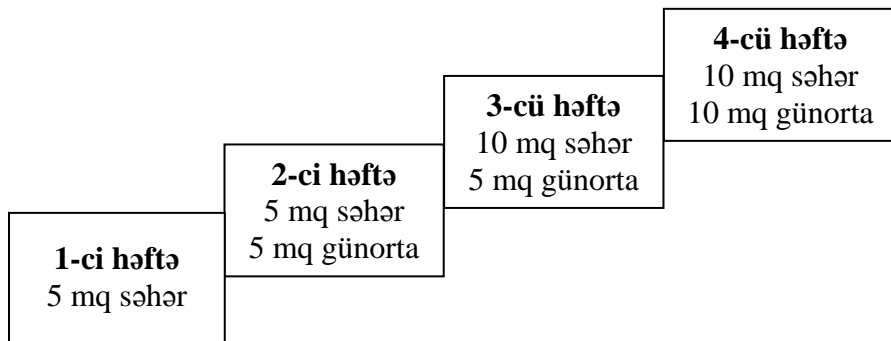 1-ci həftə
5 mq səhər
2-ci həftə
5 mq səhər
5 mq günorta
3-cü həftə
10 mq səhər
5 mq günorta
4-cü həftə
10 mq səhər
10 mq günorta